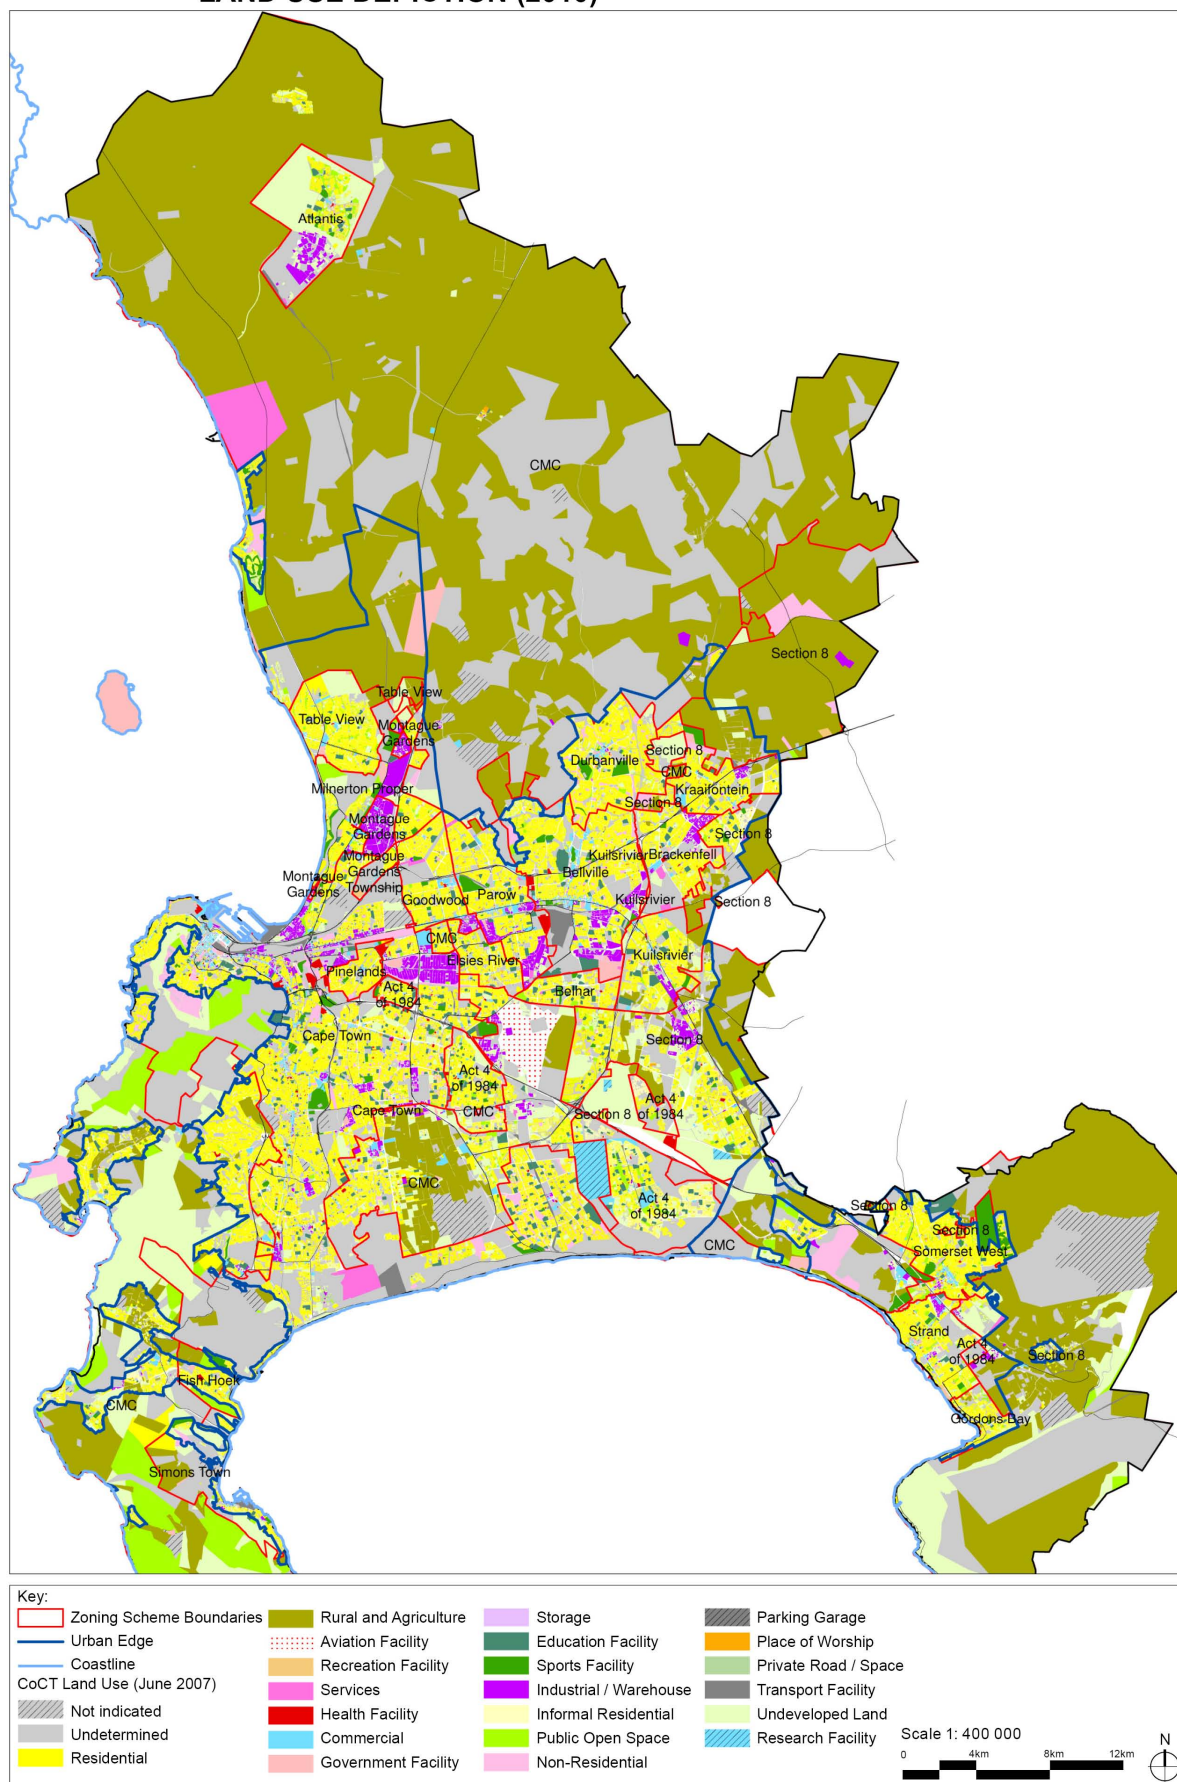 LAND USE DEPICTION (2010)
Atlantis
CMC
Section 8
Table View
Table View
Montague
Gardens
Durbanville
Section 8
CMC
Kraaifontein
Milnerton Proper
Section 8
Montague
Gardens
Section 8
Montague
Gardens
Township
Kuilsrivier
Brackenfell
Bellville
Montague
Gardens
Goodwood
Parow
Kuilsrivier
Section 8
CMC
Elsies River
Kuilsrivier
Pinelands
Act 4
of 1984
Belhar
Cape Town
Section 8
Act 4
of 1984
Act 4
of 1984
Cape Town
CMC
Section 8
CMC
Act 4
of 1984
Section 8
Section 8
CMC
Somerset West
Strand
Act 4
of 1984
Section 8
Fish Hoek
CMC
Gordons Bay
Simons Town
Key:
Zoning Scheme Boundaries
Urban Edge
Coastline
CoCT Land Use (June 2007)
Not indicated
Undetermined
Residential
Rural and Agriculture
Aviation Facility
Recreation Facility
Services
Health Facility
Commercial
Government Facility
Storage
Education Facility
Sports Facility
Industrial / Warehouse
Informal Residential
Public Open Space
Non-Residential
Parking Garage
Place of Worship
Private Road / Space
Transport Facility
Undeveloped Land
Research Facility
Scale 1: 400 000
0 4km 8km 12km
N